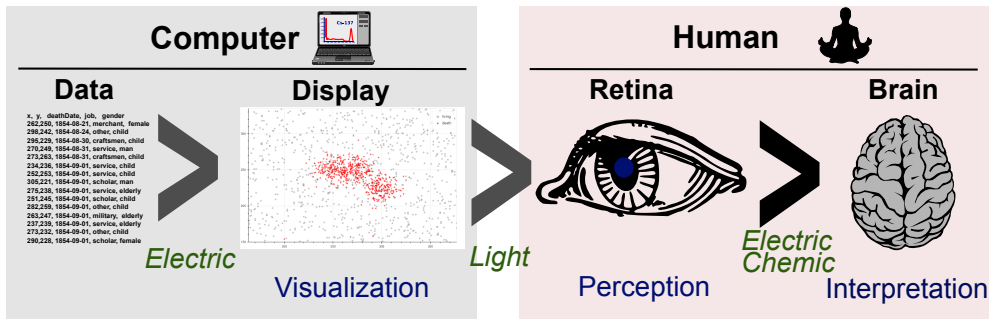 Computer
Cs-137
Human
Data
Display
Retina
Brain
x, y, deathDate, job, gender
262,250, 1854-08-21, merchant, female
298,242, 1854-08-24, other, child
295,229, 1854-08-30, craftsmen, child
270,249, 1854-08-31, service, man
273,263, 1854-08-31, craftsmen, child
234,236, 1854-09-01, service, child
252,253, 1854-09-01, service, child
305,221, 1854-09-01, scholar, man
275,238, 1854-09-01, service, elderly
251,245, 1854-09-01, scholar, child
282,259, 1854-09-01, other, child
263,247, 1854-09-01, military, elderly
237,239, 1854-09-01, service, elderly
273,232, 1854-09-01, other, child
290,228, 1854-09-01, scholar, female
living
death
Electric
Light
Electric
Chemic
Visualization
Perception
Interpretation